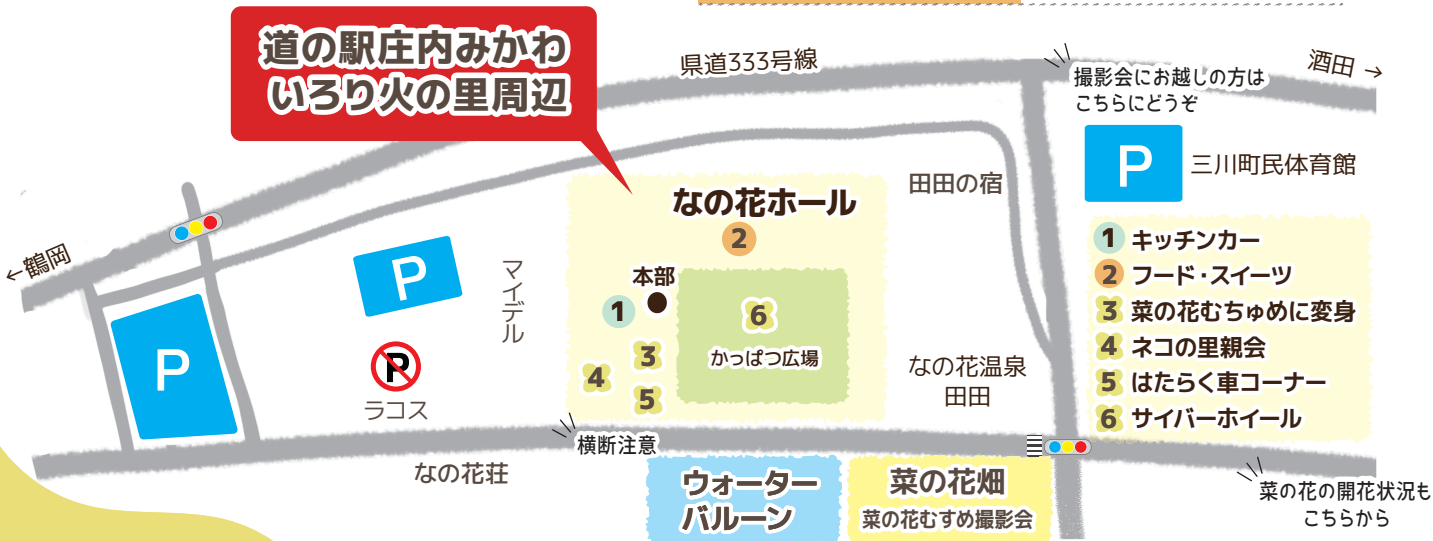 道の駅庄内みかわ
いろり火の里周辺
県道333号線
撮影会にお越しの方は
こちらにどうぞ
酒田 →
P
三川町民体育館
田田の宿
なの花ホール
2
←鶴岡
P
P
マイデル
P
ラコス
本部
1
3
4
5
6
かっぱつ広場
なの花温泉
田田
1 キッチンカー
2 フード・スイーツ
3 菜の花むちゅめに変身
4 ネコの里親会
5 はたらく車コーナー
6 サイバーホイール
横断注意
なの花荘
ウォーター
バルーン
菜の花畑
菜の花むすめ撮影会
菜の花の開花状況も
こちらから